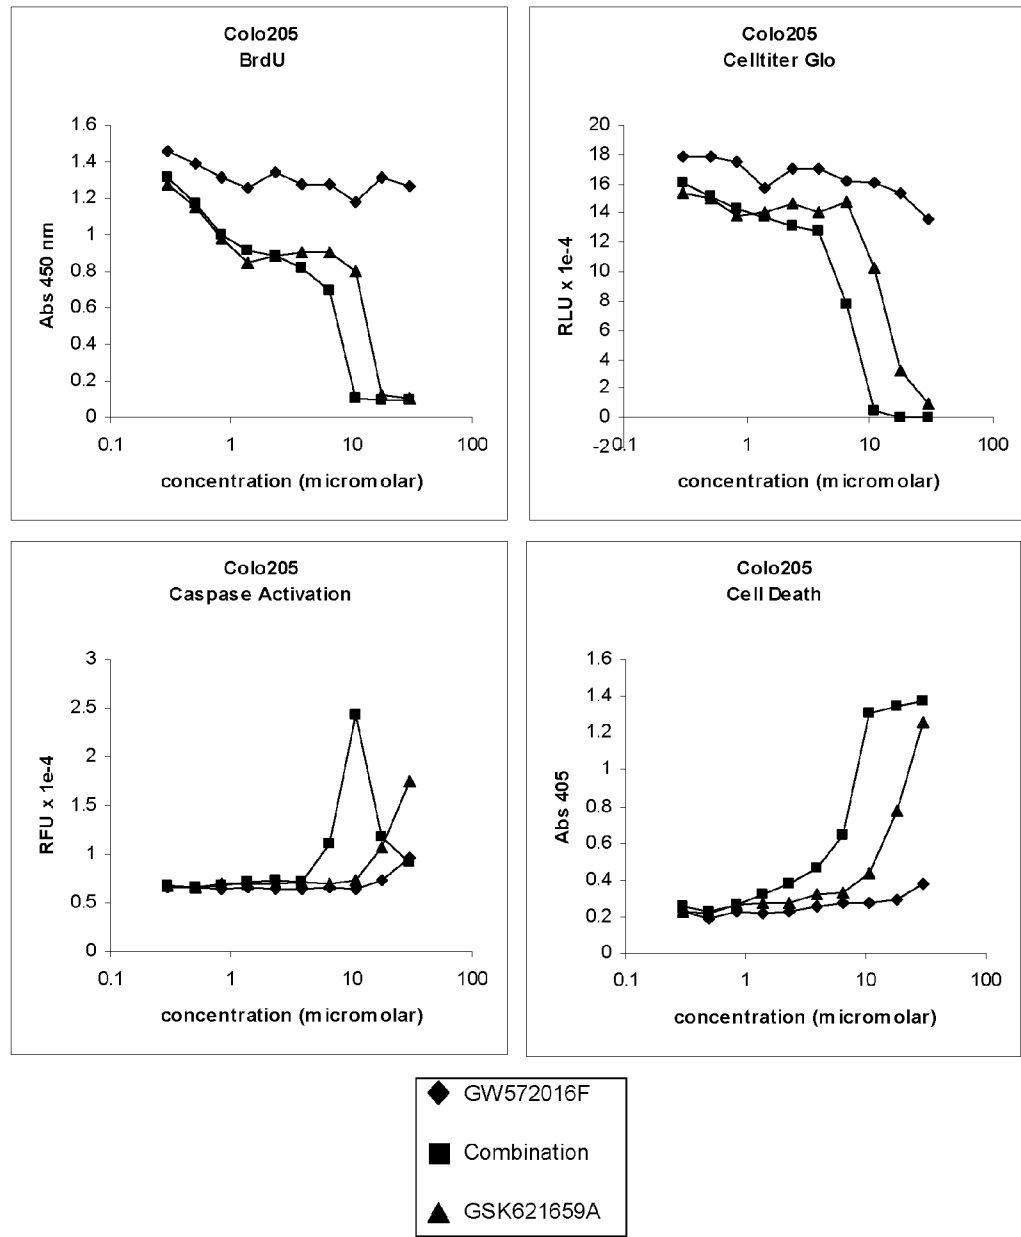 Colo205
BrdU
1.6
1.4
1.2
1
0.8
0.6
0.4
0.2
0
Abs 450 nm
0.1 1 10 100
concentration (micromolar)
Colo205
Celltiter Glo
20
18
16
14
12
10
8
6
4
2
0
-2
RLU x 1e-4
0.1 1 10 100
concentration (micromolar)
Colo205
Caspase Activation
3
2.5
2
1.5
1
0.5
0
RFU x 1e-4
0.1 1 10 100
concentration (micromolar)
Colo205
Cell Death
1.6
1.4
1.2
1
0.8
0.6
0.4
0.2
0
Abs 405
0.1 1 10 100
concentration (micromolar)
GW572016F
Combination
GSK621659A